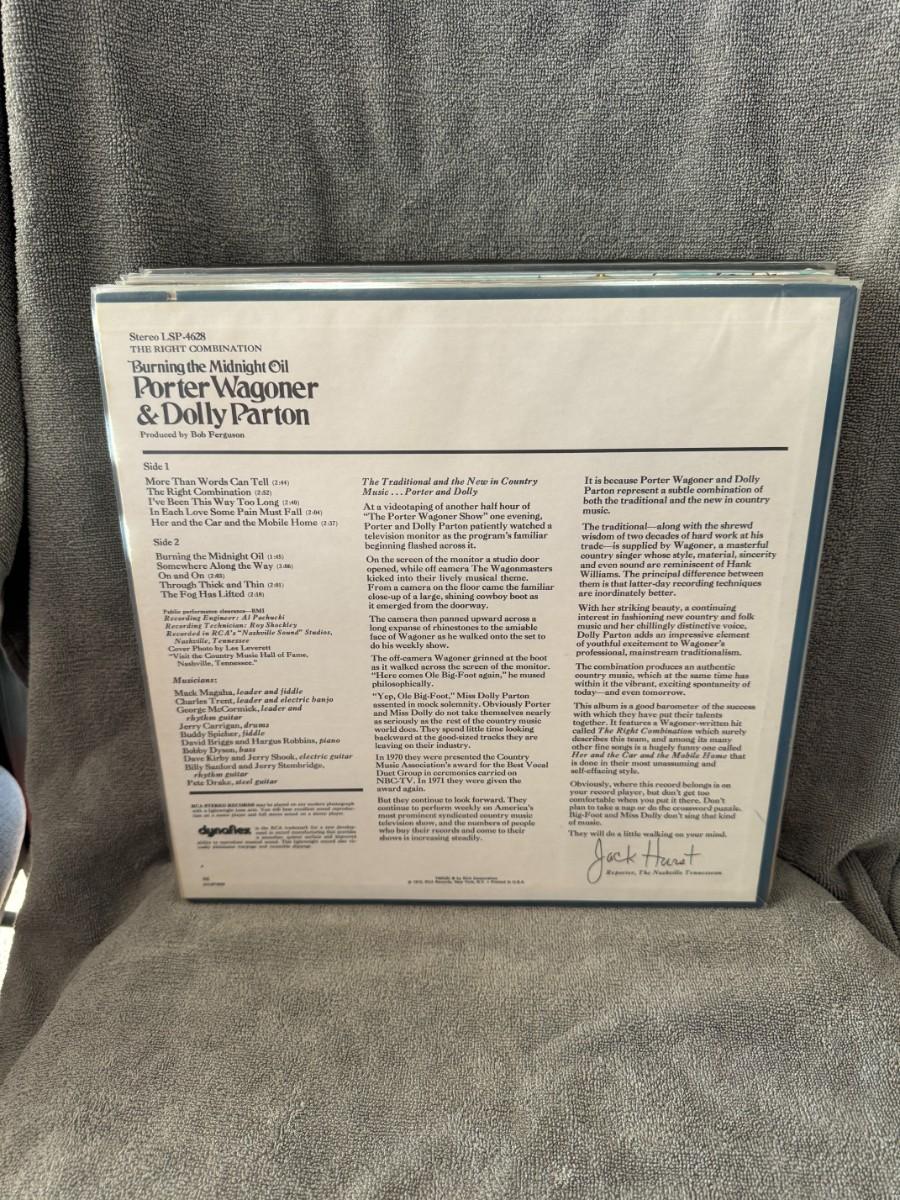 Stereo LSP-4628
THE RIGHT COMBINATION
Burning the Midnight Oil
Porter Wagoner
& Dolly Parton
Produced by Bob Ferguson
Side 1
More Than Words Can Tell (2:44)
The Right Combination (2:52)
I've Been This Way Too Long (2:40)
In Each Love Some Pain Must Fall (2:04)
Her and the Car and the Mobile Home (2:37)
Side 2
Burning the Midnight Oil (1:45)
Somewhere Along the Way (3:06)
On and On (2:03)
Through Thick and Thin (2:01)
The Fog Has Lifted (2:18)
Public performance clearance—BMI
Recording Engineer: Al Pachucki
Recording Technician: Roy Shockley
Recorded in RCA's "Nashville Sound" Studios,
Nashville, Tennessee
Cover Photo by Les Leverett
"Visit the Country Music Hall of Fame,
Nashville, Tennessee."
Musicians:
Mack Magaha, leader and fiddle
Charles Trent, leader and electric banjo
George McCormick, leader and
rhythm guitar
Jerry Carrigan, drums
Buddy Spicher, fiddle
David Briggs and Hargus Robbins, piano
Bobby Dyson, bass
Dave Kirby and Jerry Shook, electric guitar
Billy Sanford and Jerry Stembridge,
rhythm guitar
Pete Drake, steel guitar
dynaflex
The Traditional and the New in Country
Music . . . Porter and Dolly
At a videotaping of another half hour of
"The Porter Wagoner Show" one evening,
Porter and Dolly Parton patiently watched a
television monitor as the program's familiar
beginning flashed across it.
On the screen of the monitor a studio door
opened, while off camera The Wagonmasters
kicked into their lively musical theme.
From a camera on the floor came the familiar
close-up of a large, shining cowboy boot as
it emerged from the doorway.
The camera then panned upward across a
long expanse of rhinestones to the amiable
face of Wagoner as he walked onto the set to
do his weekly show.
The off-camera Wagoner grinned at the boot
as it walked across the screen of the monitor.
"Here comes Ole Big-Foot again," he mused
philosophically.
"Yep, Ole Big-Foot," Miss Dolly Parton
assented in mock solemnity. Obviously Porter
and Miss Dolly do not take themselves nearly
as seriously as the rest of the country music
world does. They spend little time looking
backward at the good-sized tracks they are
leaving on their industry.
In 1970 they were presented the Country
Music Association's award for the Best Vocal
Duet Group in ceremonies carried on
NBC-TV. In 1971 they were given the
award again.
But they continue to look forward. They
continue to perform weekly on America's
most prominent syndicated country music
television show, and the numbers of people
who buy their records and come to their
shows is increasing steadily.
It is because Porter Wagoner and Dolly
Parton represent a subtle combination of
both the traditional and the new in country
music.
The traditional—along with the shrewd
wisdom of two decades of hard work at his
trade—is supplied by Wagoner, a masterful
country singer whose style, material, sincerity
and even sound are reminiscent of Hank
Williams. The principal difference between
them is that latter-day recording techniques
are inordinately better.
With her striking beauty, a continuing
interest in fashioning new country and folk
music and her chillingly distinctive voice,
Dolly Parton adds an impressive element
of youthful excitement to Wagoner's
professional, mainstream traditionalism.
The combination produces an authentic
country music, which at the same time has
within it the vibrant, exciting spontaneity of
today—and even tomorrow.
This album is a good barometer of the success
with which they have put their talents
together. It features a Wagoner-written hit
called The Right Combination which surely
describes this team, and among its many
other fine songs is a hugely funny one called
Her and the Car and the Mobile Home that
is done in their most unassuming and
self-effacing style.
Obviously, where this record belongs is on
your record player, but don't get too
comfortable when you put it there. Don't
plan to take a nap or do the crossword puzzle.
Big-Foot and Miss Dolly don't sing that kind
of music.
They will do a little walking on your mind.
Jack Hurst
Reporter, The Nashville Tennessean